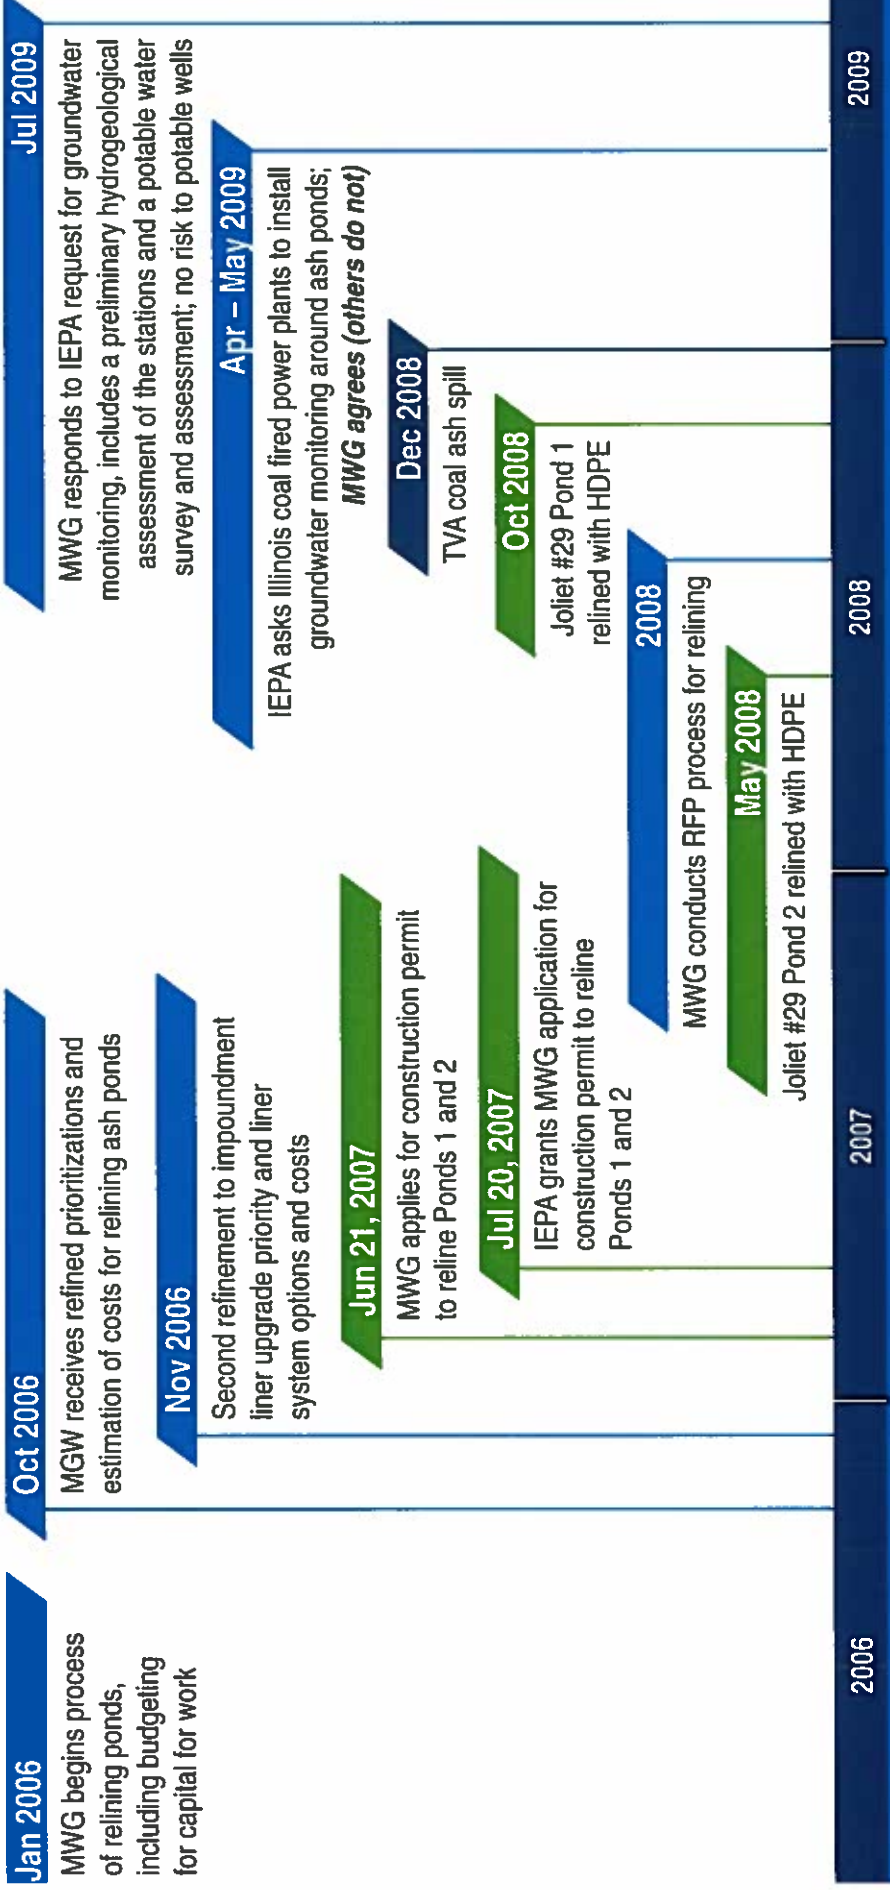 Jan 2006
MWG begins process
of relining ponds,
including budgeting
for capital for work
Oct 2006
MGW receives refined prioritizations and
estimation of costs for relining ash ponds
Nov 2006
Second refinement to impoundment
liner upgrade priority and liner
system options and costs
Jun 21, 2007
MWG applies for construction permit
to reline Ponds 1 and 2
Jul 20, 2007
IEPA grants MWG application for
construction permit to reline
Ponds 1 and 2
May 2008
Joliet #29 Pond 2 relined with HDPE
2008
MWG conducts RFP process for relining
Oct 2008
Joliet #29 Pond 1
relined with HDPE
Dec 2008
TVA coal ash spill
Apr – May 2009
IEPA asks Illinois coal fired power plants to install
groundwater monitoring around ash ponds;
MWG agrees (others do not)
Jul 2009
MWG responds to IEPA request for groundwater
monitoring, includes a preliminary hydrogeological
assessment of the stations and a potable water
survey and assessment; no risk to potable wells
2006
2007
2008
2009